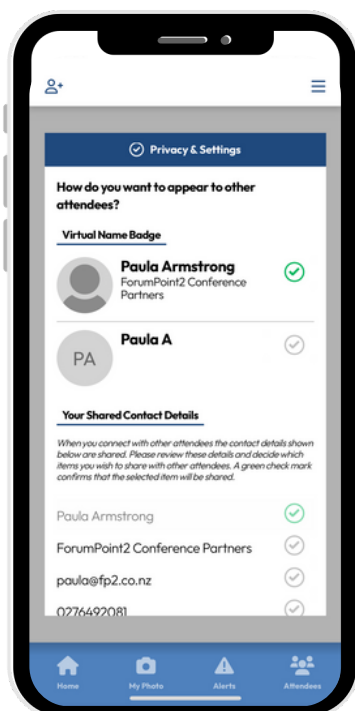 Privacy & Settings
How do you want to appear to other
attendees?
Virtual Name Badge
Paula Armstrong
ForumPoint2 Conference
Partners
PA
Paula A
Your Shared Contact Details
When you connect with other attendees the contact details shown
below are shared. Please review these details and decide which
items you wish to share with other attendees. A green check mark
confirms that the selected item will be shared.
Paula Armstrong
ForumPoint2 Conference Partners
paula@fp2.co.nz
0276492081
Home
My Photo
Alerts
Attendees